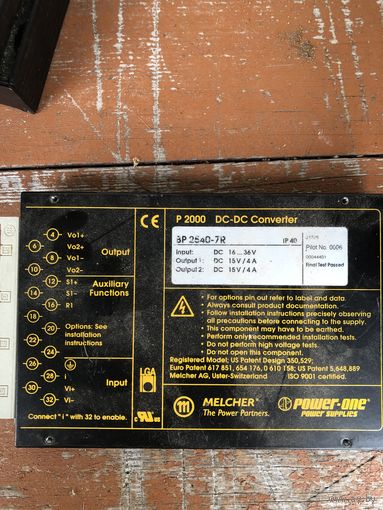 P 2000 DC-DC Converter
BP 2540-7R IP 40
Input: DC 16...36V
Output 1: DC 15V / 4 A
Output 2: DC 15V / 4 A
Pilot No. 0006
00044401
Final Test Passed
4 Vo1+
6 Vo2+
8 Vo1-
10 Vo2-
Output
12 S1+
14 S1-
16 R1
Auxiliary
Functions
18
20
22
24
26
Options: See
installation
instructions
28 i
30 Vi+
32 Vi-
Input
Connect "i" with 32 to enable.
• For options pin out refer to label and data.
• Always consult product documentation.
• Follow installation instructions precisely observing
all precautions before connecting to the supply.
• This component may have to be earthed.
• Perform only recommended installation tests.
• Do not perform high voltage tests.
• Do not open this component.
Registered Model: US Patent Design 350,529;
Euro Patent 617 851, 654 176, 0 610 158; US Patent 5,648,889
Melcher AG, Uster-Switzerland ISO 9001 certified.
LGA
MELCHER
The Power Partners.
POWER-ONE
POWER SUPPLIES